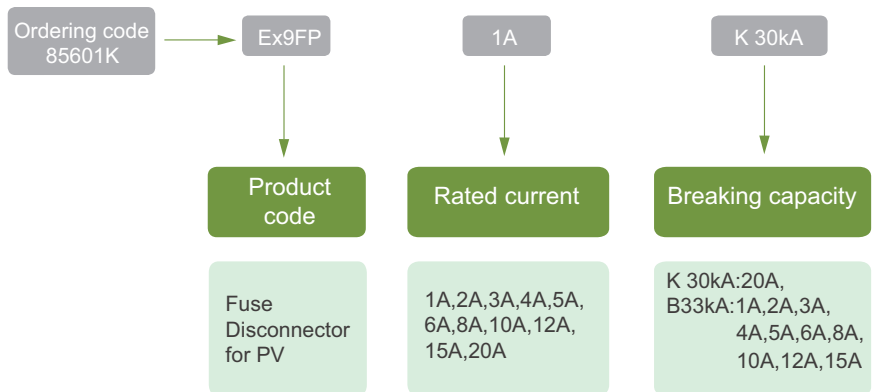 Ordering code
85601K
Ex9FP
1A
K 30kA
Product
code
Rated current
Breaking capacity
Fuse
Disconnector
for PV
1A,2A,3A,4A,5A,
6A,8A,10A,12A,
15A,20A
K 30kA:20A,
B33kA:1A,2A,3A,
4A,5A,6A,8A,
10A,12A,15A